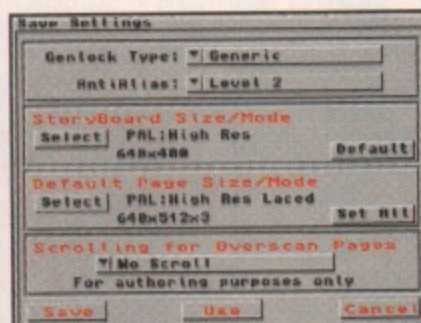 Save Settings
Genlock Type: Generic
AntiAlias: Level 2
StoryBoard Size/Mode
Select PAL:High Res
640x400 Default
Default Page Size/Mode
Select PAL:High Res Laced
640x512x3 Set All
Scrolling for Overscan Pages
No Scroll
For authoring purposes only
Save Use Cancel